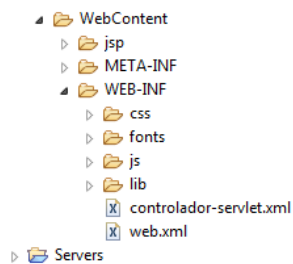 WebContent
jsp
META-INF
WEB-INF
css
fonts
js
lib
controlador-servlet.xml
web.xml
Servers